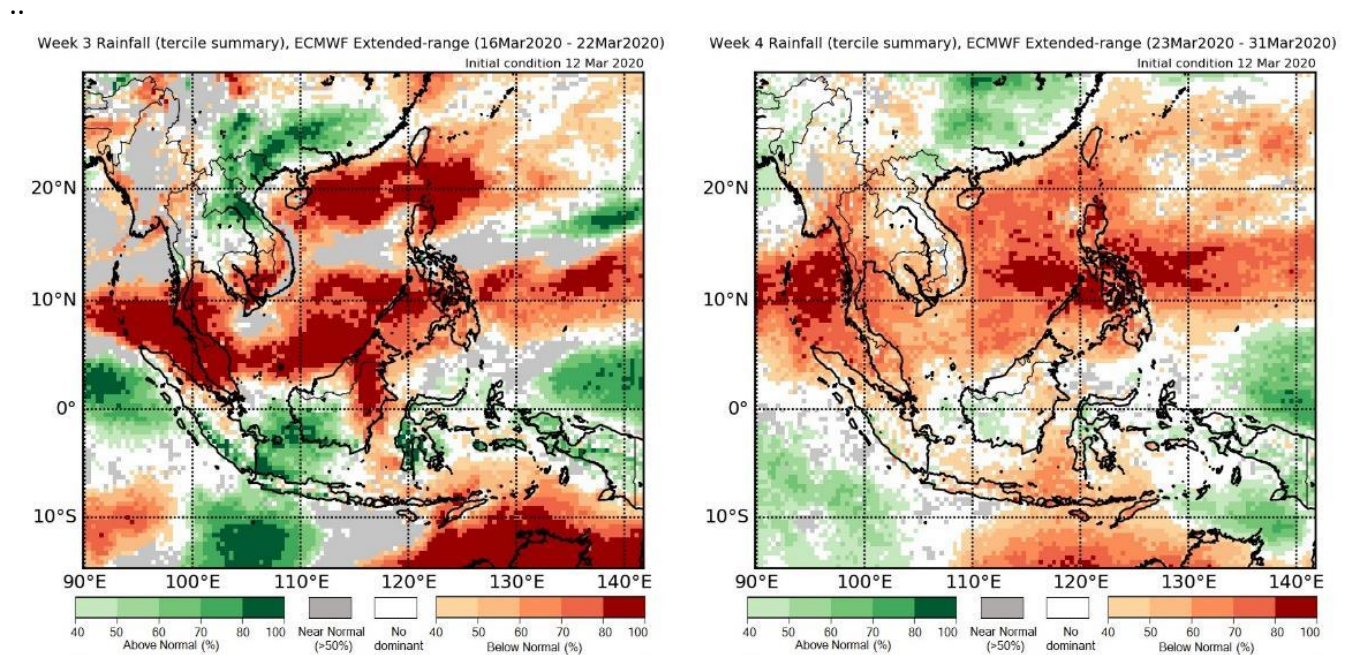 ..
Week 3 Rainfall (tercile summary), ECMWF Extended-range (16Mar2020 - 22Mar2020)
Initial condition 12 Mar 2020
20°N
10°N
0°
10°S
90°E 100°E 110°E 120°E 130°E 140°E
40 50 60 70 80 100
Above Normal (%)
Near Normal
(>50%)
No
dominant
40 50 60 70 80 100
Below Normal (%)
Week 4 Rainfall (tercile summary), ECMWF Extended-range (23Mar2020 - 31Mar2020)
Initial condition 12 Mar 2020
20°N
10°N
0°
10°S
90°E 100°E 110°E 120°E 130°E 140°E
40 50 60 70 80 100
Above Normal (%)
Near Normal
(>50%)
No
dominant
40 50 60 70 80 100
Below Normal (%)